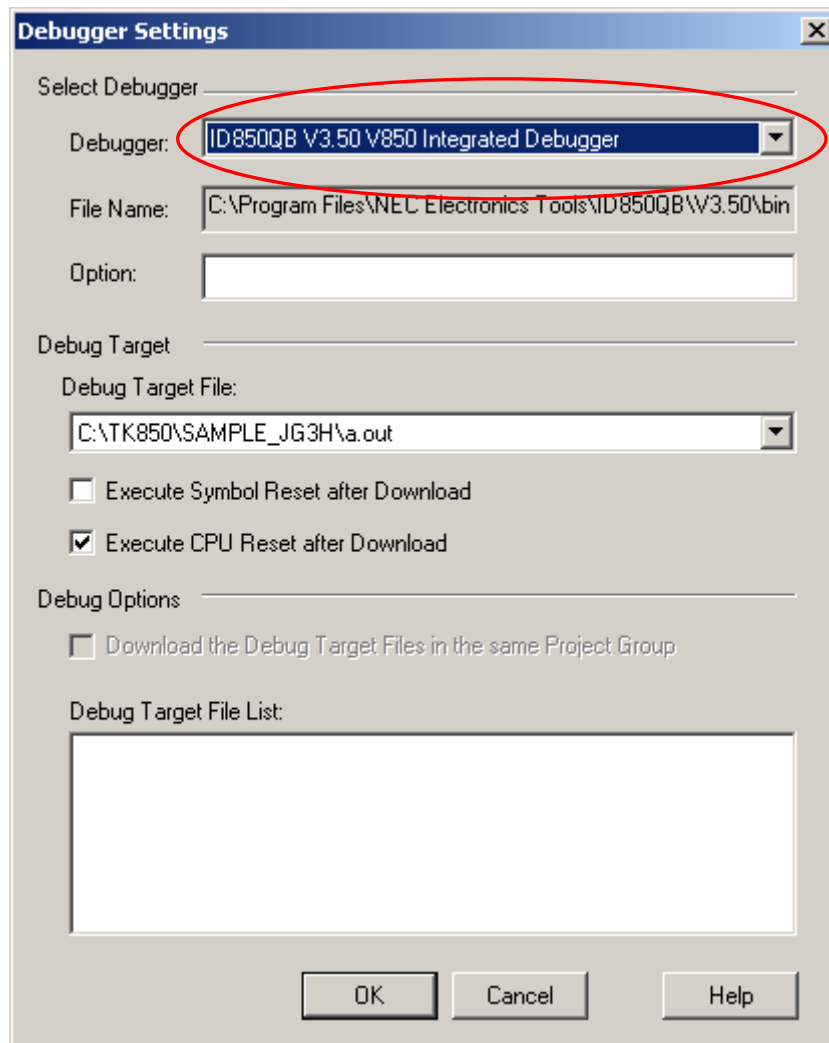 Debugger Settings
Select Debugger
Debugger: ID850QB V3.50 V850 Integrated Debugger
File Name: C:\Program Files\NEC Electronics Tools\ID850QB\V3.50\bin
Option:
Debug Target
Debug Target File:
C:\TK850\SAMPLE_JG3H\a.out
Execute Symbol Reset after Download
Execute CPU Reset after Download
Debug Options
Download the Debug Target Files in the same Project Group
Debug Target File List:
OK Cancel Help